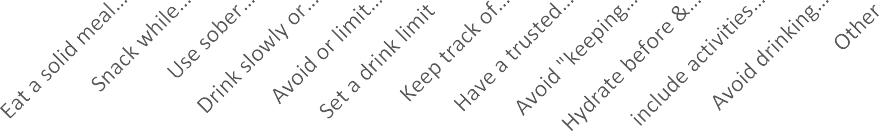 Eat a solid meal...
Snack while...
Use sober...
Drink slowly or...
Avoid or limit...
Set a drink limit
Keep track of...
Have a trusted...
Avoid "keeping...
Hydrate before &...
include activities...
Avoid drinking...
Other